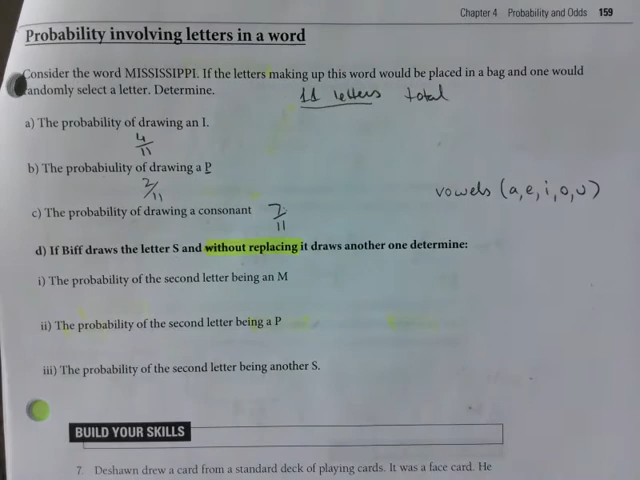 Chapter 4 Probability and Odds 159
Probability involving letters in a word
Consider the word MISSISSIPPI. If the letters making up this word would be placed in a bag and one would
randomly select a letter. Determine.
11 letters total
a) The probability of drawing an I.
4/11
b) The probabiulity of drawing a P
2/11
vowels (a,e,i,o,u)
c) The probability of drawing a consonant 7/11
d) If Biff draws the letter S and without replacing it draws another one determine:
i) The probability of the second letter being an M
ii) The probability of the second letter being a P
iii) The probability of the second letter being another S.
BUILD YOUR SKILLS
7. Deshawn drew a card from a standard deck of playing cards. It was a face card. He